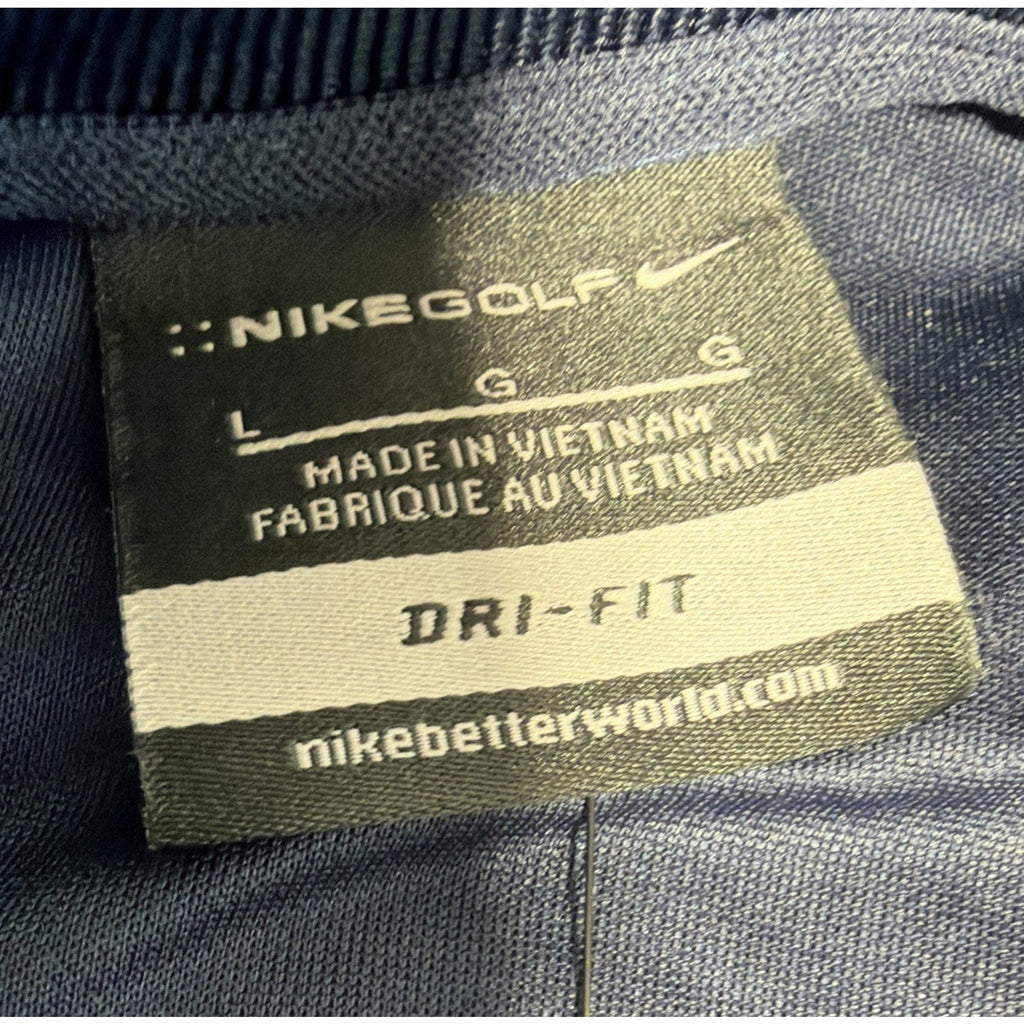 NIKEGOLF
L G G
MADE IN VIETNAM
FABRIQUE AU VIETNAM
DRI-FIT
nikebetterworld.com